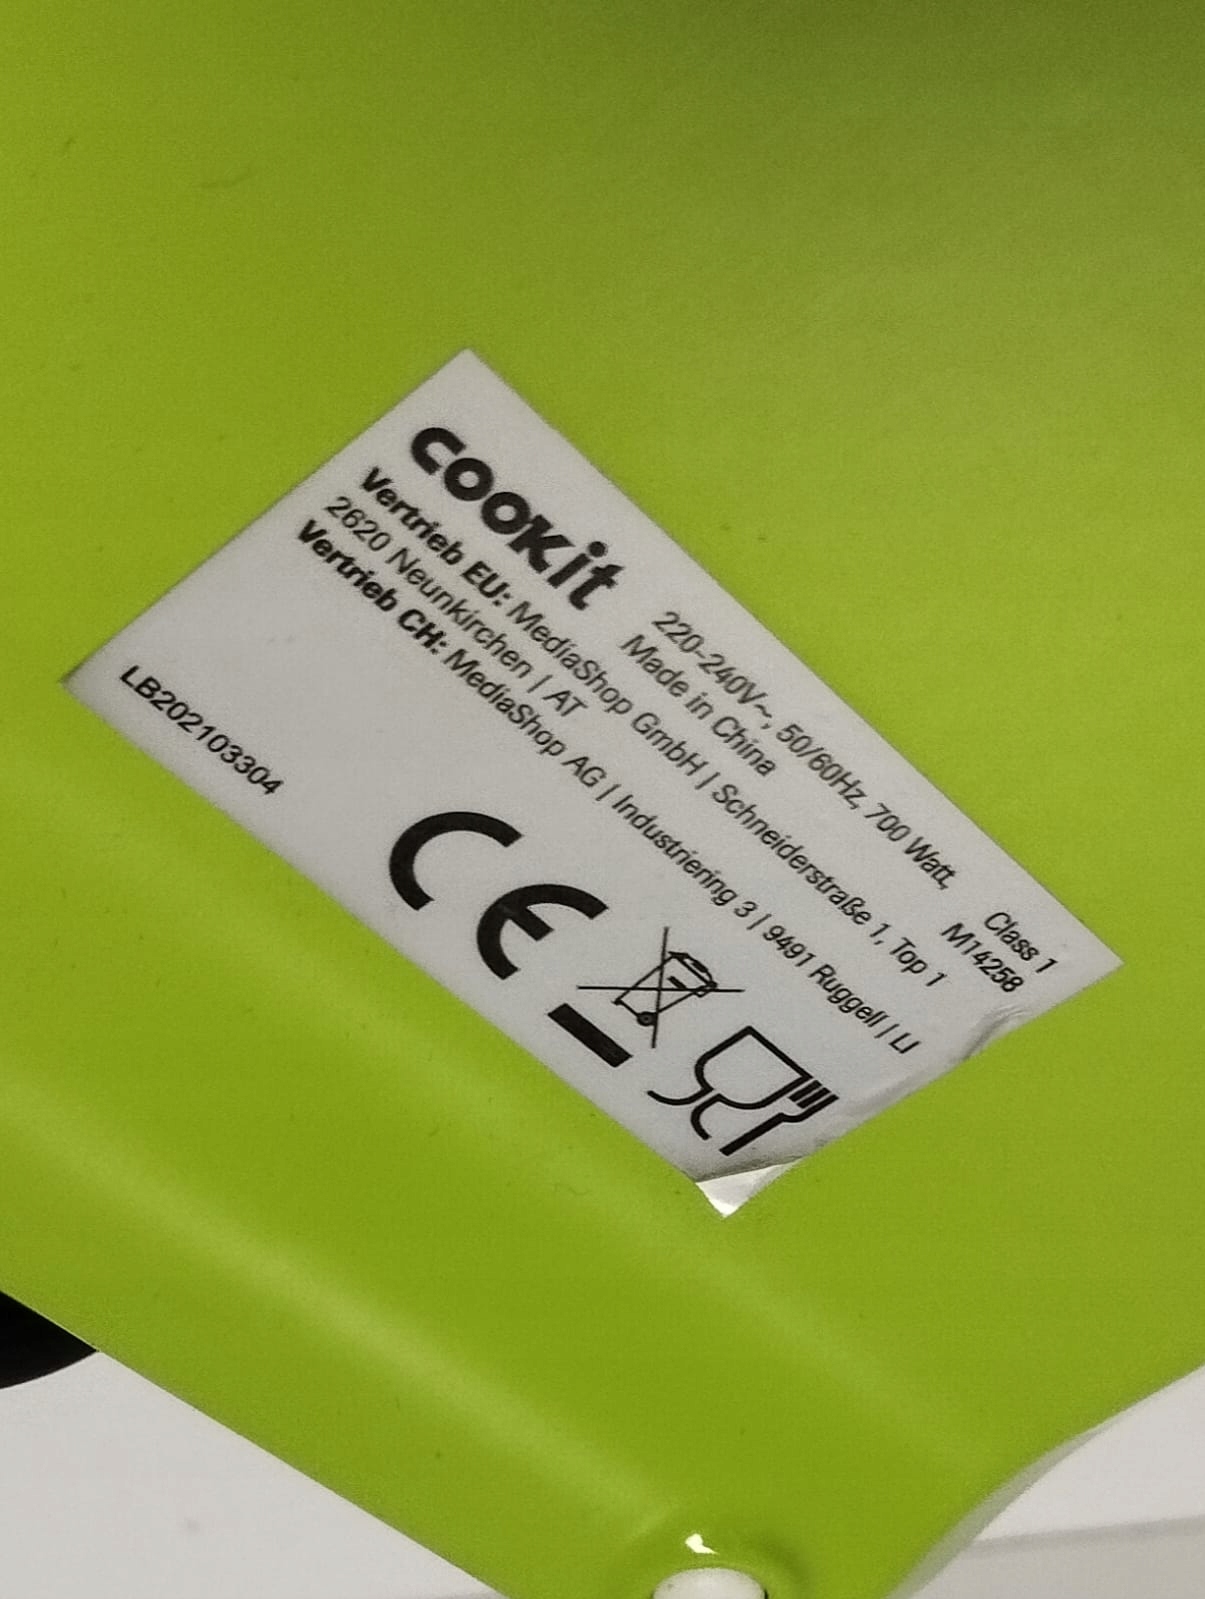 cookit
220-240V~, 50/60Hz, 700 Watt, Class 1
Made in China M14258
Vertrieb EU: MediaShop GmbH | Schneiderstraße 1, Top 1
2620 Neunkirchen | AT
Vertrieb CH: MediaShop AG | Industriering 3 | 9491 Ruggell | LI
LB202103304
CE